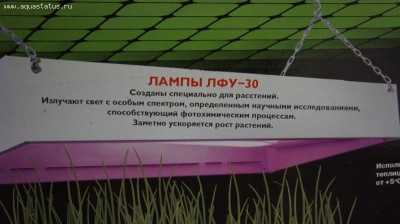 www.aquastatus.ru
ЛАМПЫ ЛФУ-30
Созданы специально для растений.
Излучают свет с особым спектром, определенным научными исследованиями,
способствующий фотохимическим процессам.
Заметно ускоряется рост растений.
теплиц
от +5°C